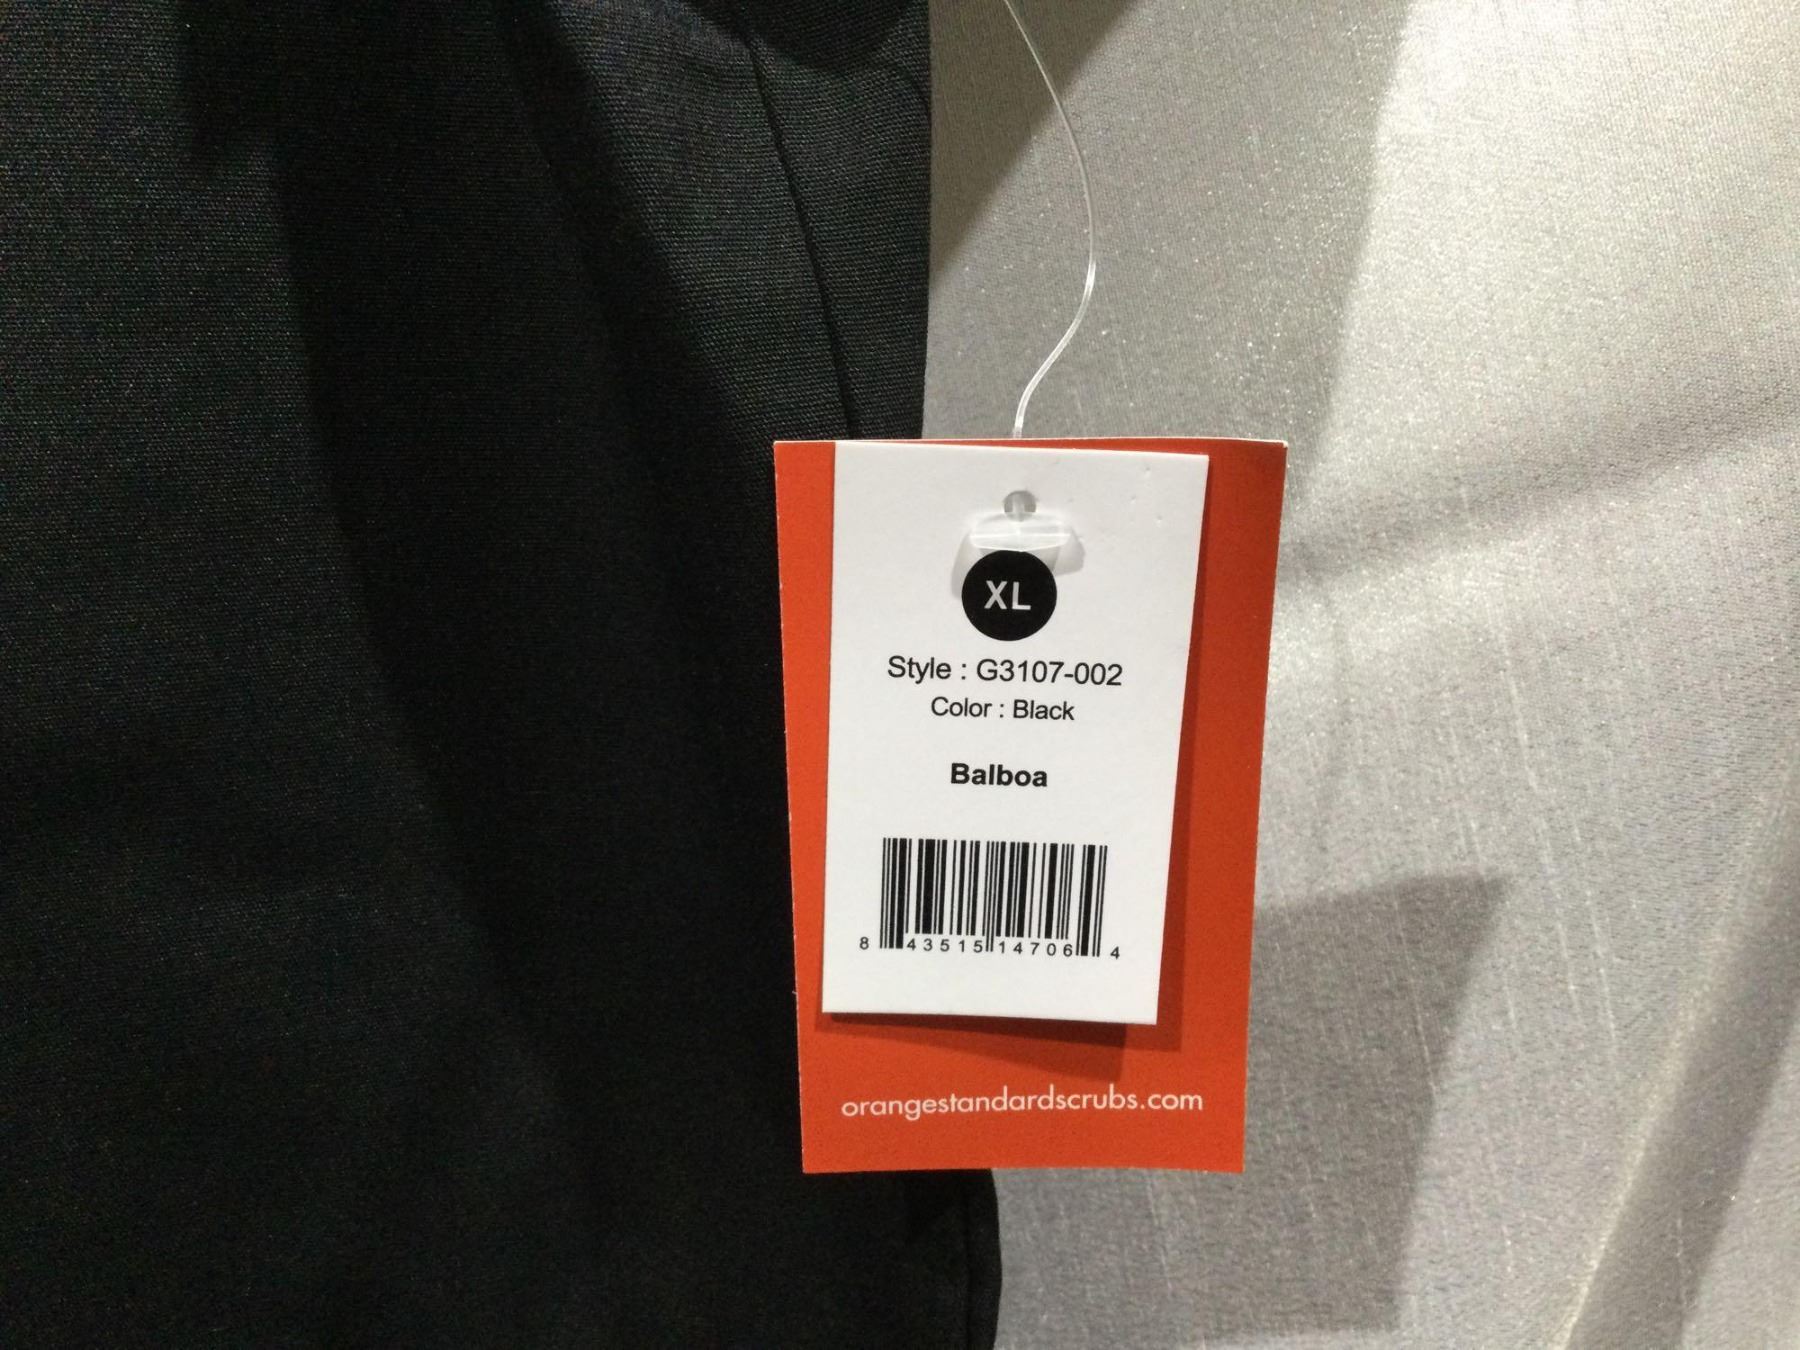 XL
Style : G3107-002
Color : Black
Balboa
8 43515 14706 4
orangestandardscrubs.com